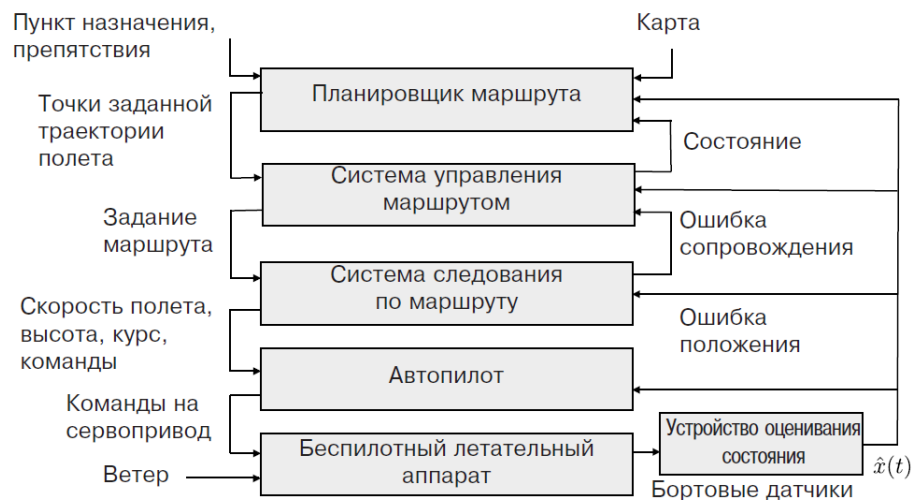 Пункт назначения,
препятствия
Карта
Планировщик маршрута
Точки заданной
траектории
полета
Состояние
Система управления
маршрутом
Задание
маршрута
Ошибка
сопровождения
Система следования
по маршруту
Скорость полета,
высота, курс,
команды
Ошибка
положения
Автопилот
Команды на
сервопривод
Беспилотный летательный
аппарат
Устройство оценивания
состояния
Ветер
x̂(t)
Бортовые датчики